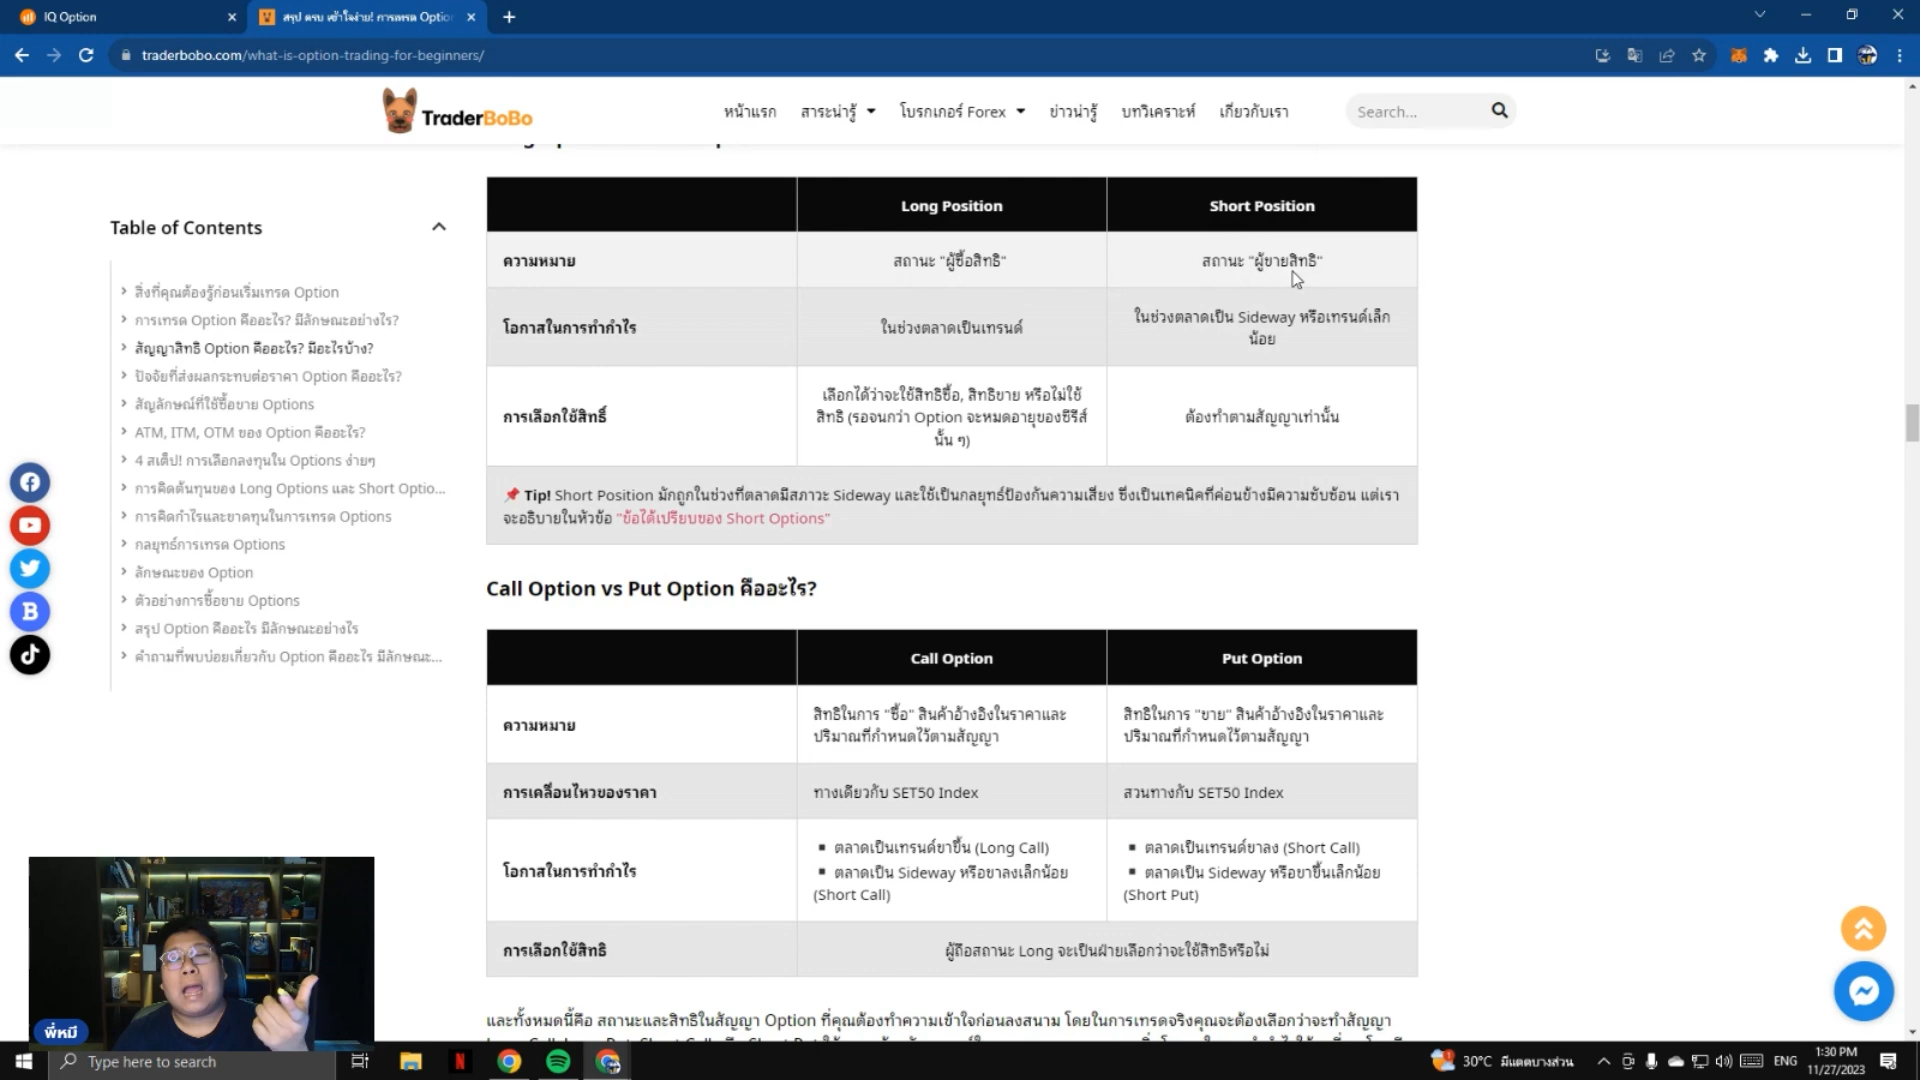 IQ Option
สรุป ครบ เข้าใจง่าย! การเทรด Option
traderbobo.com/what-is-option-trading-for-beginners/
TraderBoBo
หน้าแรก
สาระน่ารู้
โบรกเกอร์ Forex
ข่าวน่ารู้
บทวิเคราะห์
เกี่ยวกับเรา
Search...
Table of Contents
สิ่งที่คุณต้องรู้ก่อนเริ่มเทรด Option
การเทรด Option คืออะไร? มีลักษณะอย่างไร?
สัญญาสิทธิ Option คืออะไร? มีอะไรบ้าง?
ปัจจัยที่ส่งผลกระทบต่อราคา Option คืออะไร?
สัญลักษณ์ที่ใช้ซื้อขาย Options
ATM, ITM, OTM ของ Option คืออะไร?
4 สเต็ป! การเลือกลงทุนใน Options ง่ายๆ
การคิดต้นทุนของ Long Options และ Short Optio...
การคิดกำไรและขาดทุนในการเทรด Options
กลยุทธ์การเทรด Options
ลักษณะของ Option
ตัวอย่างการซื้อขาย Options
สรุป Option คืออะไร มีลักษณะอย่างไร
คำถามที่พบบ่อยเกี่ยวกับ Option คืออะไร มีลักษณะ...
Long Position
Short Position
ความหมาย
สถานะ "ผู้ซื้อสิทธิ"
สถานะ "ผู้ขายสิทธิ"
โอกาสในการทำกำไร
ในช่วงตลาดเป็นเทรนด์
ในช่วงตลาดเป็น Sideway หรือเทรนด์เล็ก
น้อย
การเลือกใช้สิทธิ์
เลือกได้ว่าจะใช้สิทธิซื้อ, สิทธิขาย หรือไม่ใช้
สิทธิ (รอจนกว่า Option จะหมดอายุของซีรีส์
นั้น ๆ)
ต้องทำตามสัญญาเท่านั้น
📌 Tip! Short Position มักถูกในช่วงที่ตลาดมีสภาวะ Sideway และใช้เป็นกลยุทธ์ป้องกันความเสี่ยง ซึ่งเป็นเทคนิคที่ค่อนข้างมีความซับซ้อน แต่เรา
จะอธิบายในหัวข้อ "ข้อได้เปรียบของ Short Options"
Call Option vs Put Option คืออะไร?
Call Option
Put Option
ความหมาย
สิทธิในการ "ซื้อ" สินค้าอ้างอิงในราคาและ
ปริมาณที่กำหนดไว้ตามสัญญา
สิทธิในการ "ขาย" สินค้าอ้างอิงในราคาและ
ปริมาณที่กำหนดไว้ตามสัญญา
การเคลื่อนไหวของราคา
ทางเดียวกับ SET50 Index
สวนทางกับ SET50 Index
โอกาสในการทำกำไร
▪ ตลาดเป็นเทรนด์ขาขึ้น (Long Call)
▪ ตลาดเป็น Sideway หรือขาลงเล็กน้อย
(Short Call)
▪ ตลาดเป็นเทรนด์ขาลง (Short Call)
▪ ตลาดเป็น Sideway หรือขาขึ้นเล็กน้อย
(Short Put)
การเลือกใช้สิทธิ
ผู้ถือสถานะ Long จะเป็นฝ่ายเลือกว่าจะใช้สิทธิหรือไม่
และทั้งหมดนี้คือ สถานะและสิทธิในสัญญา Option ที่คุณต้องทำความเข้าใจก่อนลงสนาม โดยในการเทรดจริงคุณจะต้องเลือกว่าจะทำสัญญา
พี่หมี
Type here to search
30°C มีแดดบางส่วน
ENG
1:30 PM
11/27/2023